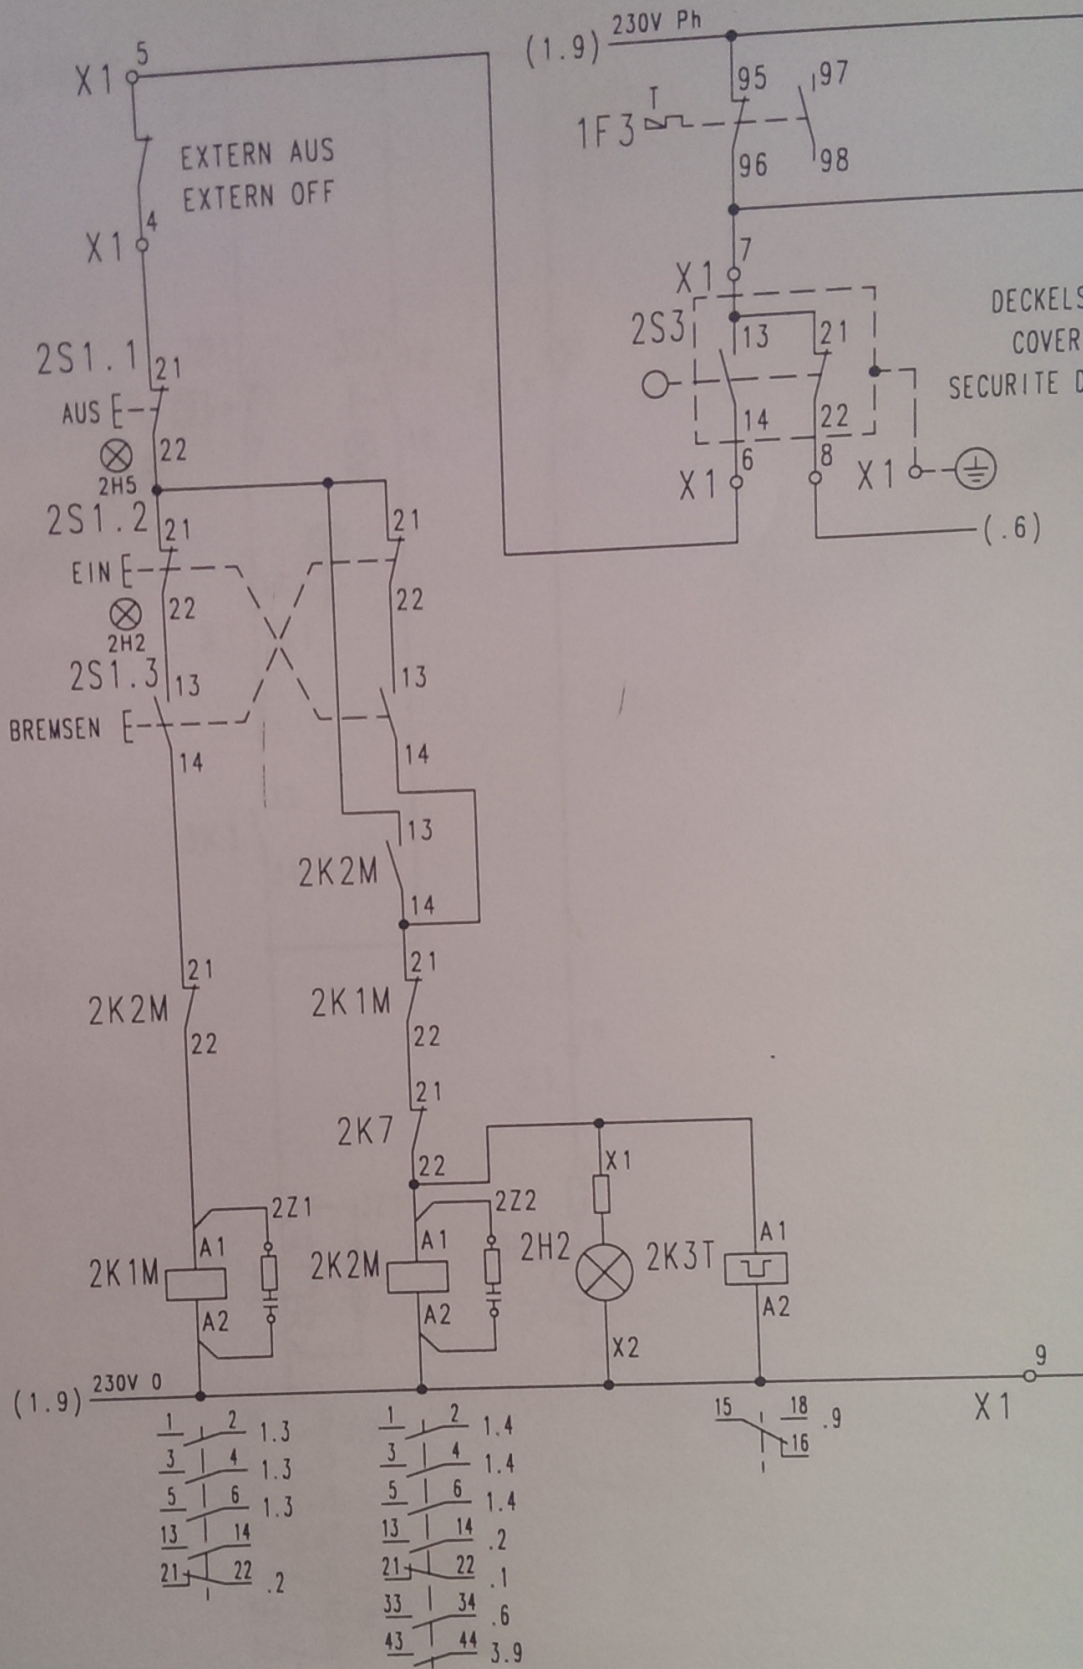 5
X1
(1.9) 230V Ph
95 97
T
1F3
96 98
EXTERN AUS
EXTERN OFF
4
X1
7
X1
2S3 13 21
DECKELS
COVER
SECURITE D
14 22
6 8
X1 X1
(.6)
2S1.1 21
AUS
22
2H5
2S1.2 21 21
EIN
22 22
2H2
2S1.3 13 13
BREMSEN
14 14
13
2K2M
14
21 21
2K2M 2K1M
22 22
21
2K7
22
X1
2Z1 2Z2
A1 A1 A1
2K1M 2K2M 2H2 2K3T
A2 A2 A2
X2
(1.9) 230V 0
9
X1
1 2 1.3
3 4 1.3
5 6 1.3
13 14
21 22 .2
1 2 1.4
3 4 1.4
5 6 1.4
13 14 .2
21 22 .1
33 34 .6
43 44 3.9
15 18 .9
16